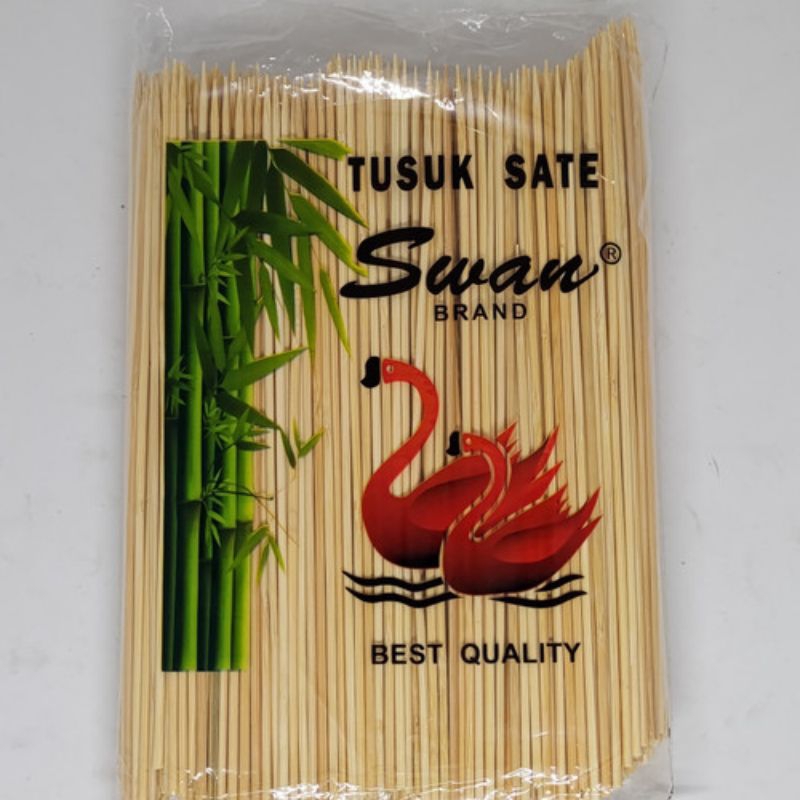 TUSUK SATE
Swan®
BRAND
BEST QUALITY